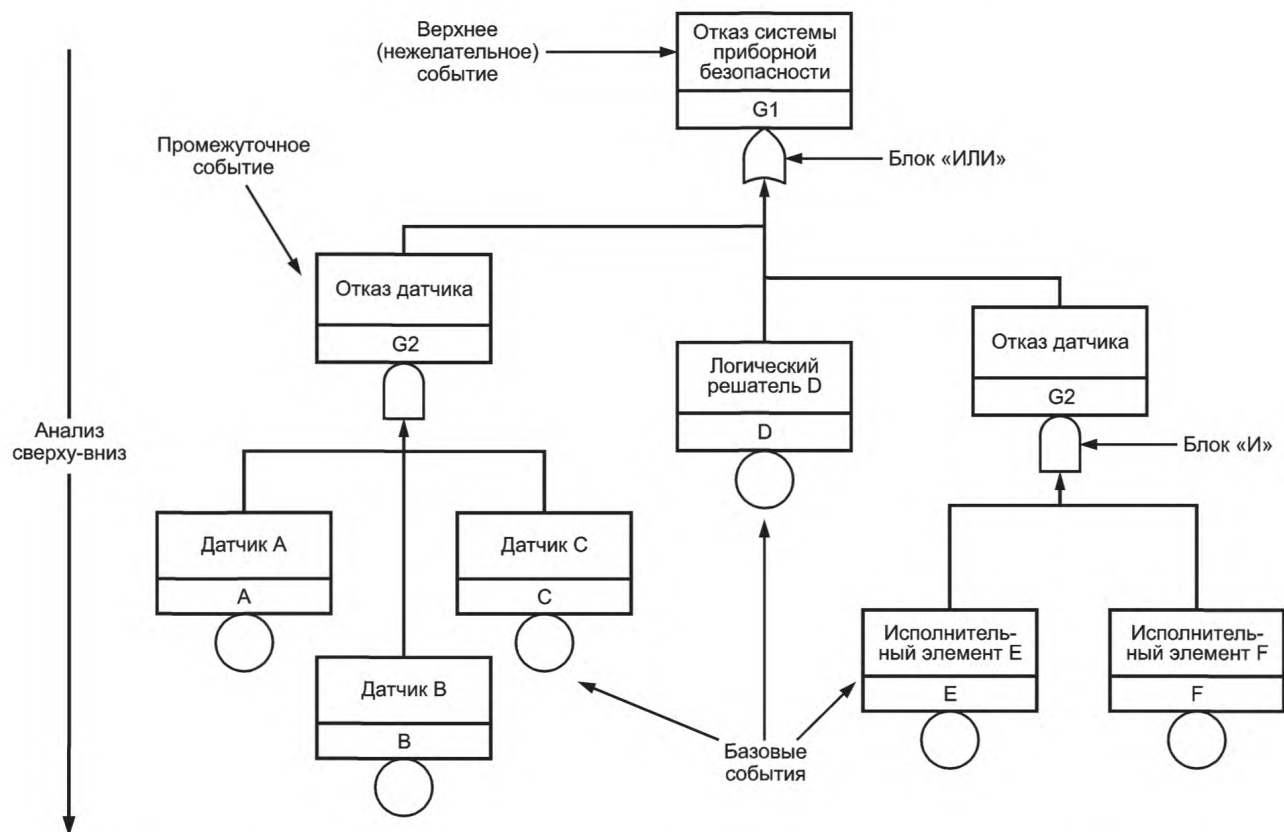 Верхнее
(нежелательное)
событие
Отказ системы
приборной
безопасности
G1
Блок «ИЛИ»
Промежуточное
событие
Отказ датчика
G2
Логический
решатель D
D
Отказ датчика
G2
Блок «И»
Анализ
сверху-вниз
Датчик A
A
Датчик B
B
Датчик C
C
Исполнитель-
ный элемент E
E
Исполнитель-
ный элемент F
F
Базовые
события